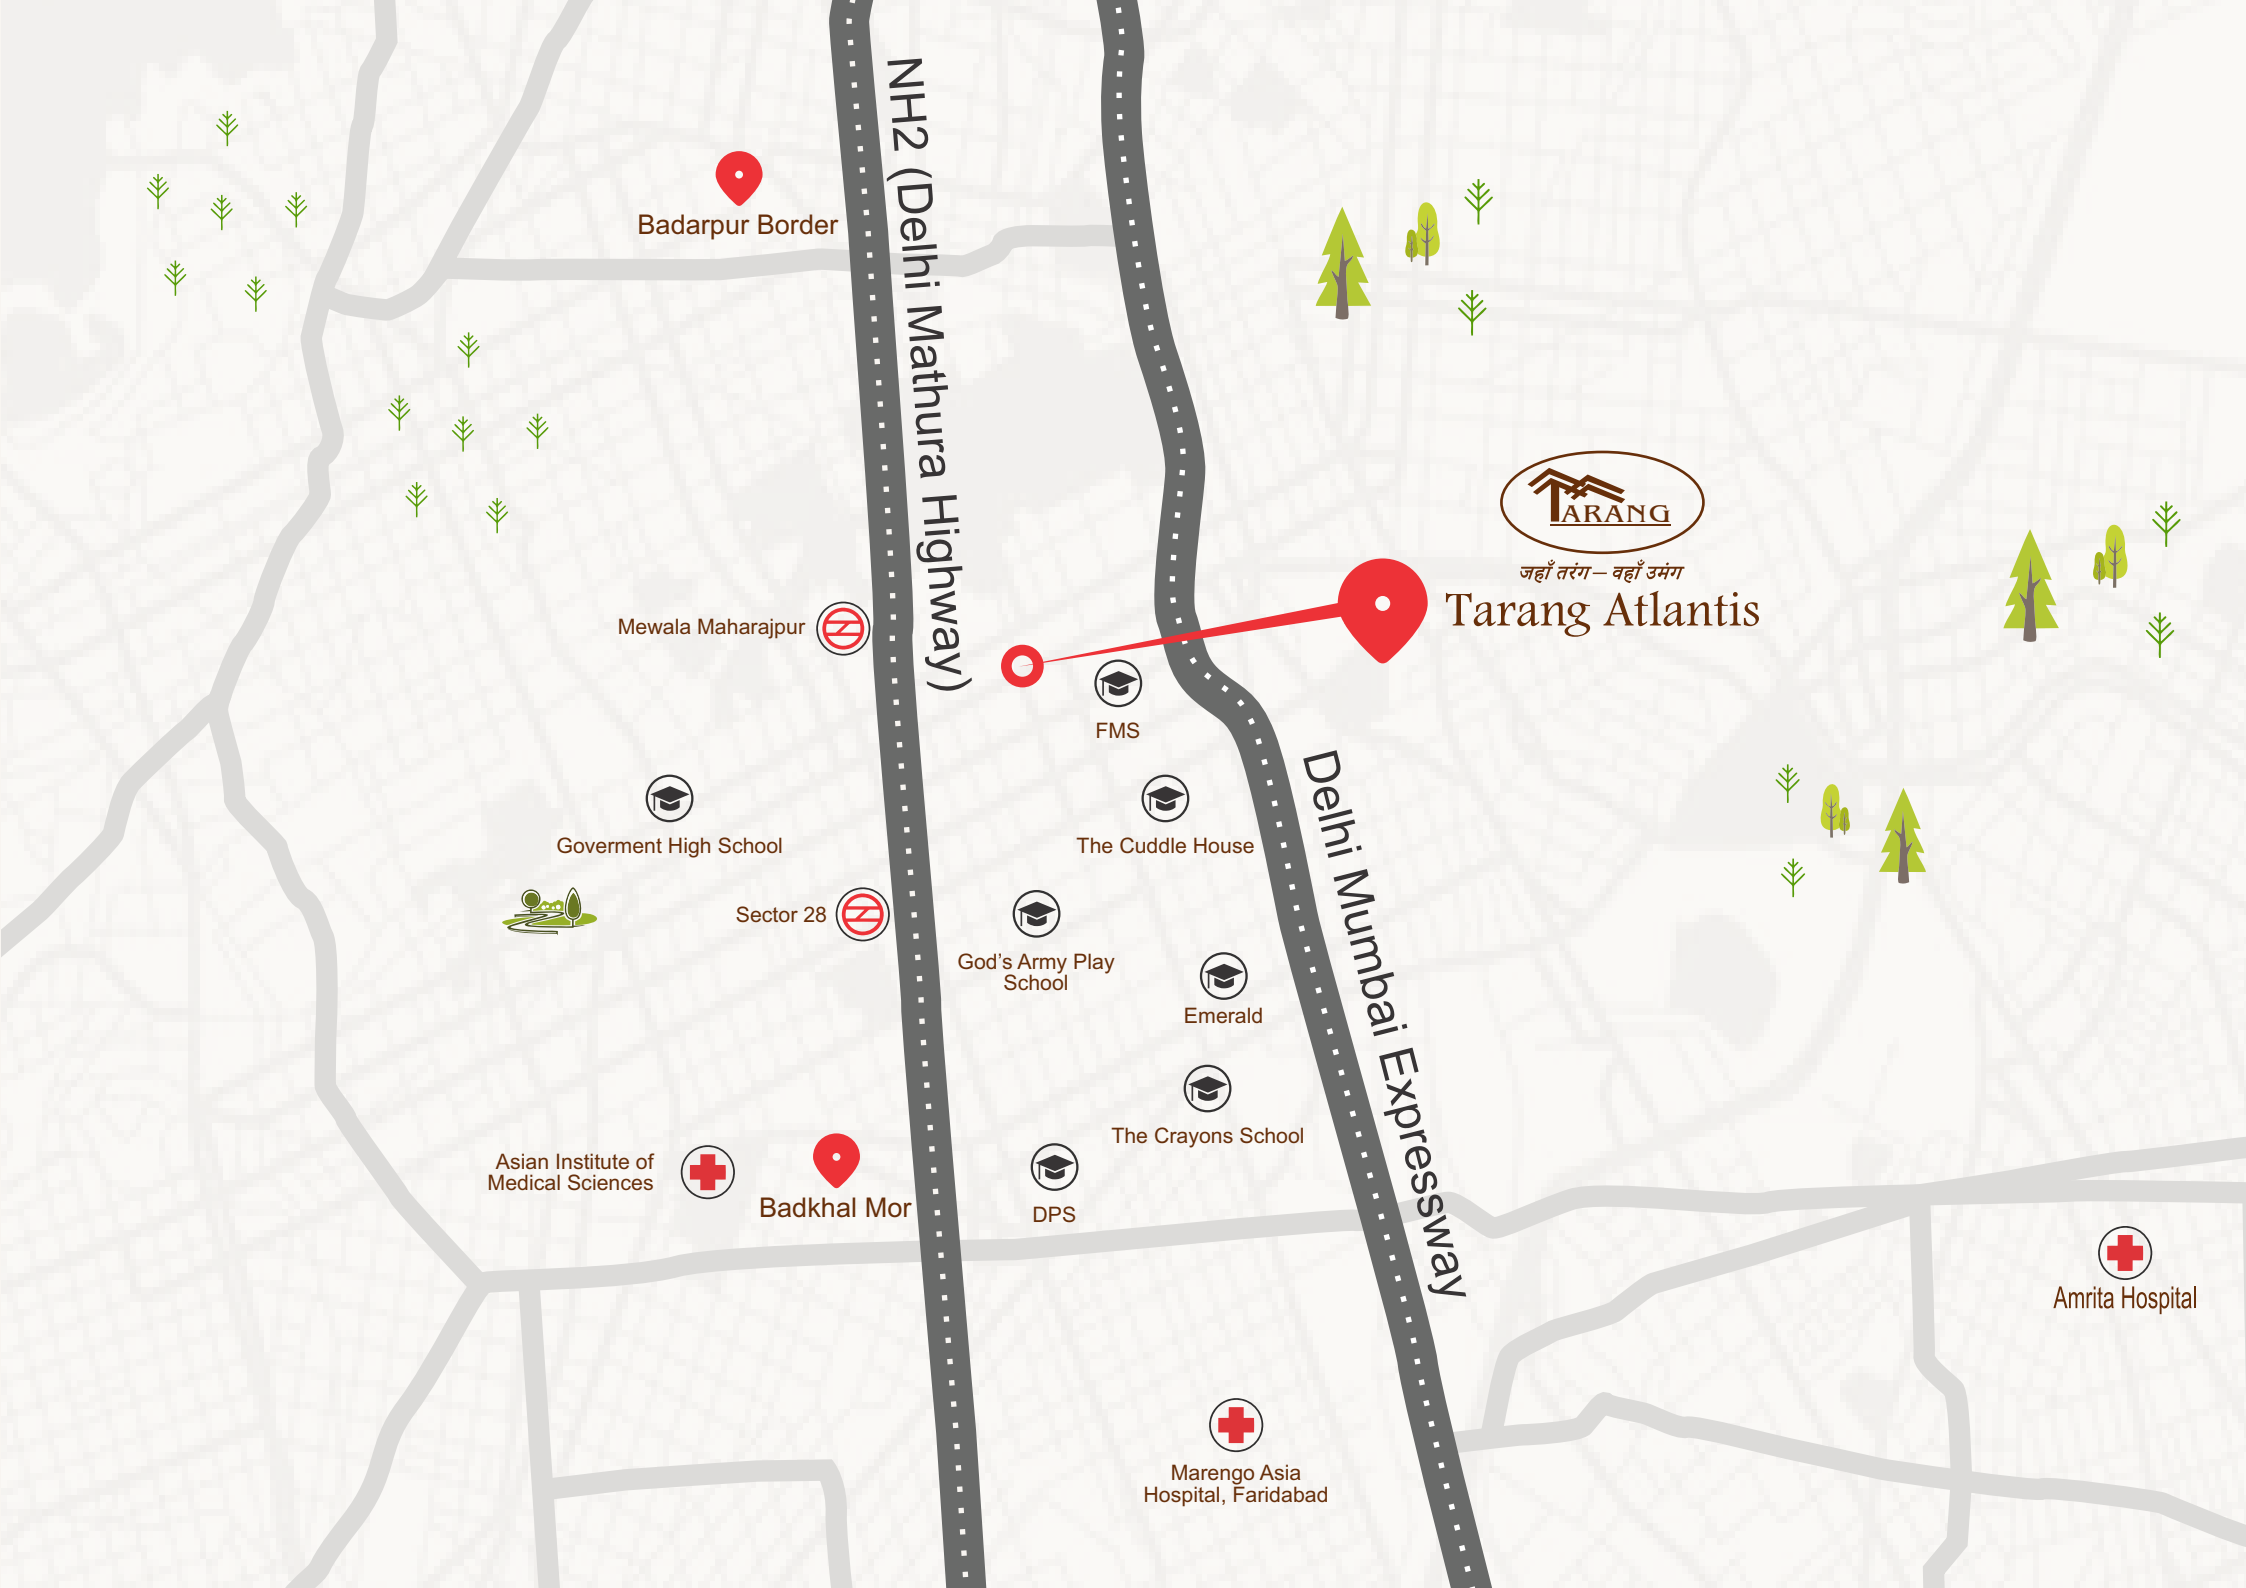 NH2 (Delhi Mathura Highway)
Badarpur Border
TARANG
जहाँ तरंग – वहाँ उमंग
Tarang Atlantis
Mewala Maharajpur
FMS
Delhi Mumbai Expressway
Goverment High School
The Cuddle House
Sector 28
God's Army Play
School
Emerald
The Crayons School
Asian Institute of
Medical Sciences
Badkhal Mor
DPS
Amrita Hospital
Marengo Asia
Hospital, Faridabad